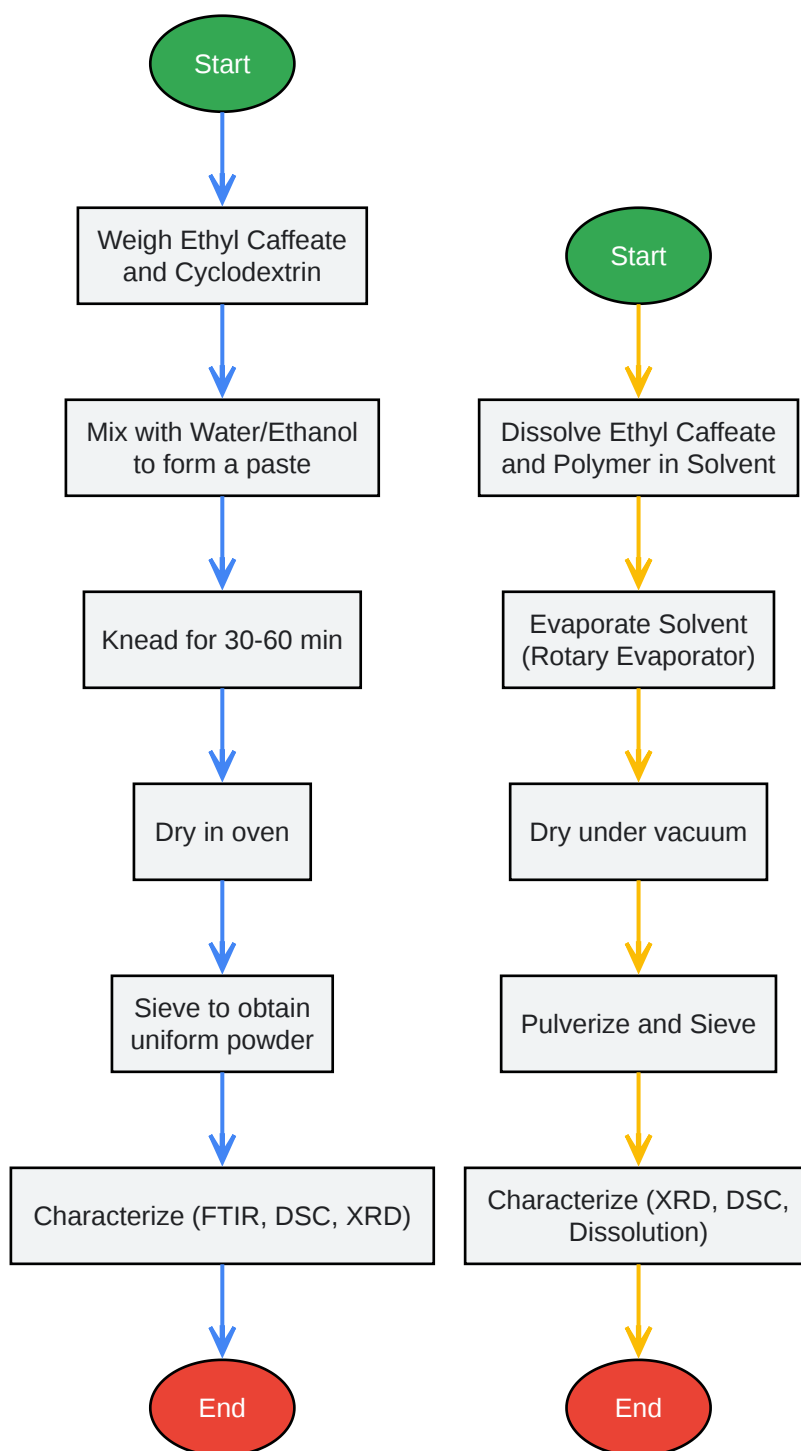 Start
Weigh Ethyl Caffeate
and Cyclodextrin
Mix with Water/Ethanol
to form a paste
Knead for 30-60 min
Dry in oven
Sieve to obtain
uniform powder
Characterize (FTIR, DSC, XRD)
End
Start
Dissolve Ethyl Caffeate
and Polymer in Solvent
Evaporate Solvent
(Rotary Evaporator)
Dry under vacuum
Pulverize and Sieve
Characterize (XRD, DSC,
Dissolution)
End